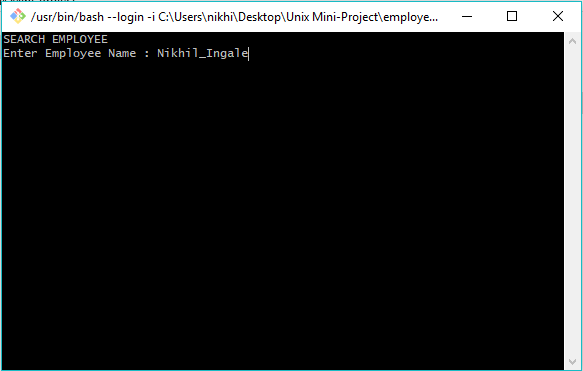 /usr/bin/bash --login -i C:\Users\nikhi\Desktop\Unix Mini-Project\employe...
SEARCH EMPLOYEE
Enter Employee Name : Nikhil_Ingale